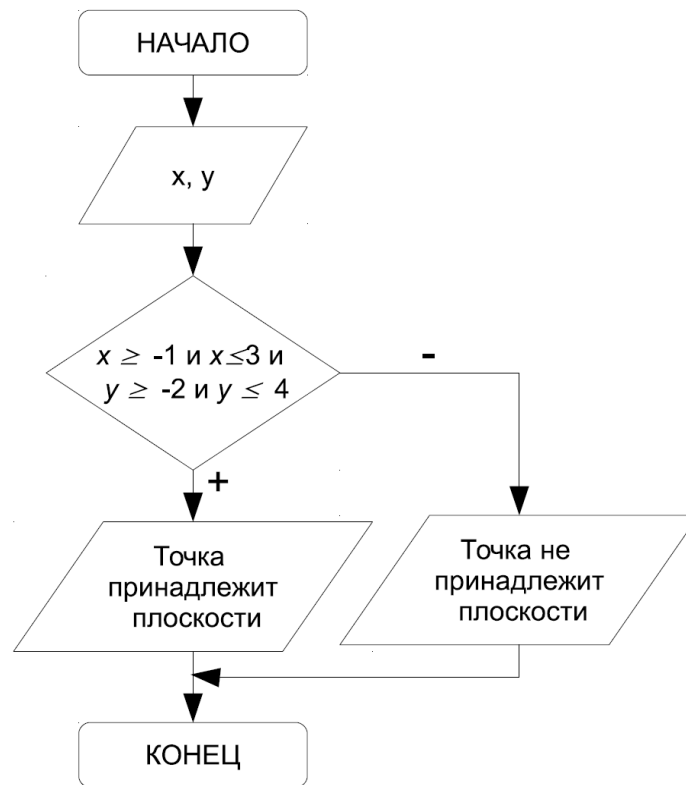 НАЧАЛО
x, y
x ≥ -1 и x≤3 и
y ≥ -2 и y ≤ 4
-
+
Точка
принадлежит
плоскости
Точка не
принадлежит
плоскости
КОНЕЦ